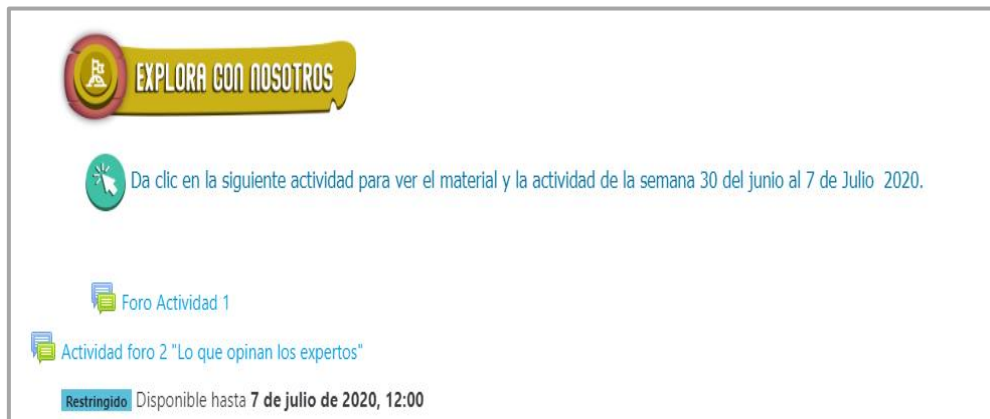 EXPLORA CON NOSOTROS
Da clic en la siguiente actividad para ver el material y la actividad de la semana 30 del junio al 7 de Julio 2020.
Foro Actividad 1
Actividad foro 2 "Lo que opinan los expertos"
Restringido Disponible hasta 7 de julio de 2020, 12:00